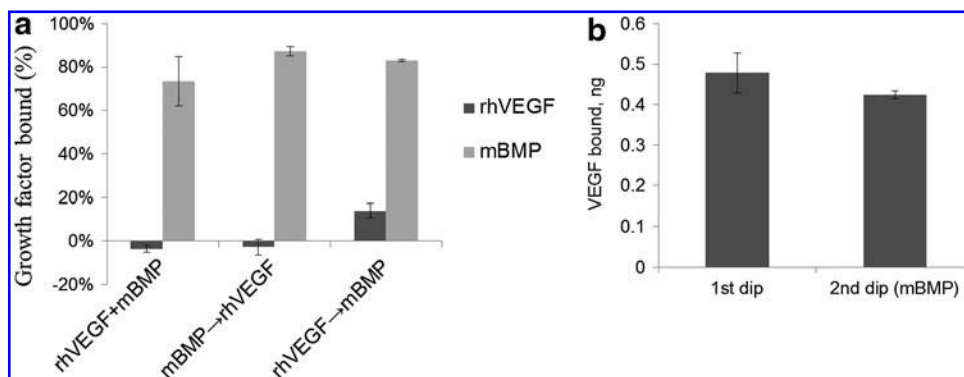 a
100%
80%
60%
40%
20%
0%
-20%
Growth factor bound (%)
rhVEGF+mBMP
mBMP→rhVEGF
rhVEGF→mBMP
rhVEGF
mBMP
b
0.6
0.5
0.4
0.3
0.2
0.1
0
VEGF bound, ng
1st dip
2nd dip (mBMP)